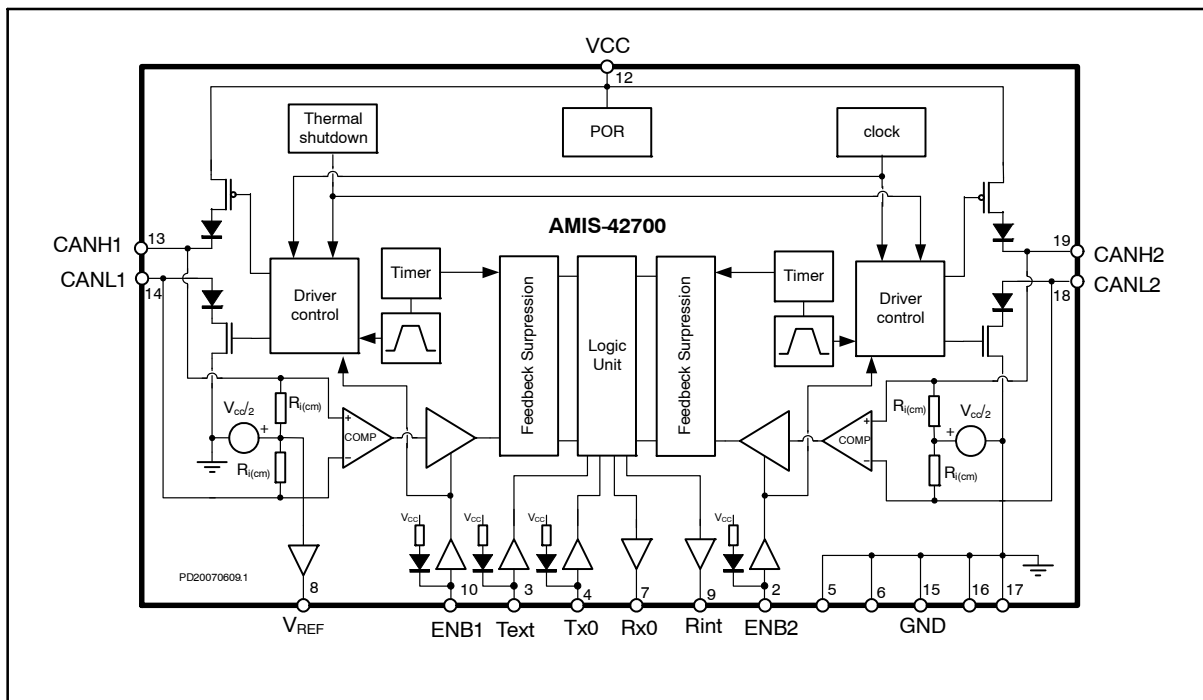 VCC
12
Thermal
shutdown
POR
clock
AMIS-42700
CANH1
13
CANL1
14
19
CANH2
18
CANL2
Timer
Timer
Driver
control
Driver
control
Feedbeck Surpression
Logic
Unit
Feedback Surpression
Vcc/2
+
Ri(cm)
Ri(cm)
+
COMP
−
+
COMP
−
Ri(cm)
Ri(cm)
Vcc/2
+
VCC
VCC
VCC
VCC
PD20070609.1
8
10
3
4
7
9
2
5
6
15
16
17
VREF
ENB1
Text
Tx0
Rx0
Rint
ENB2
GND